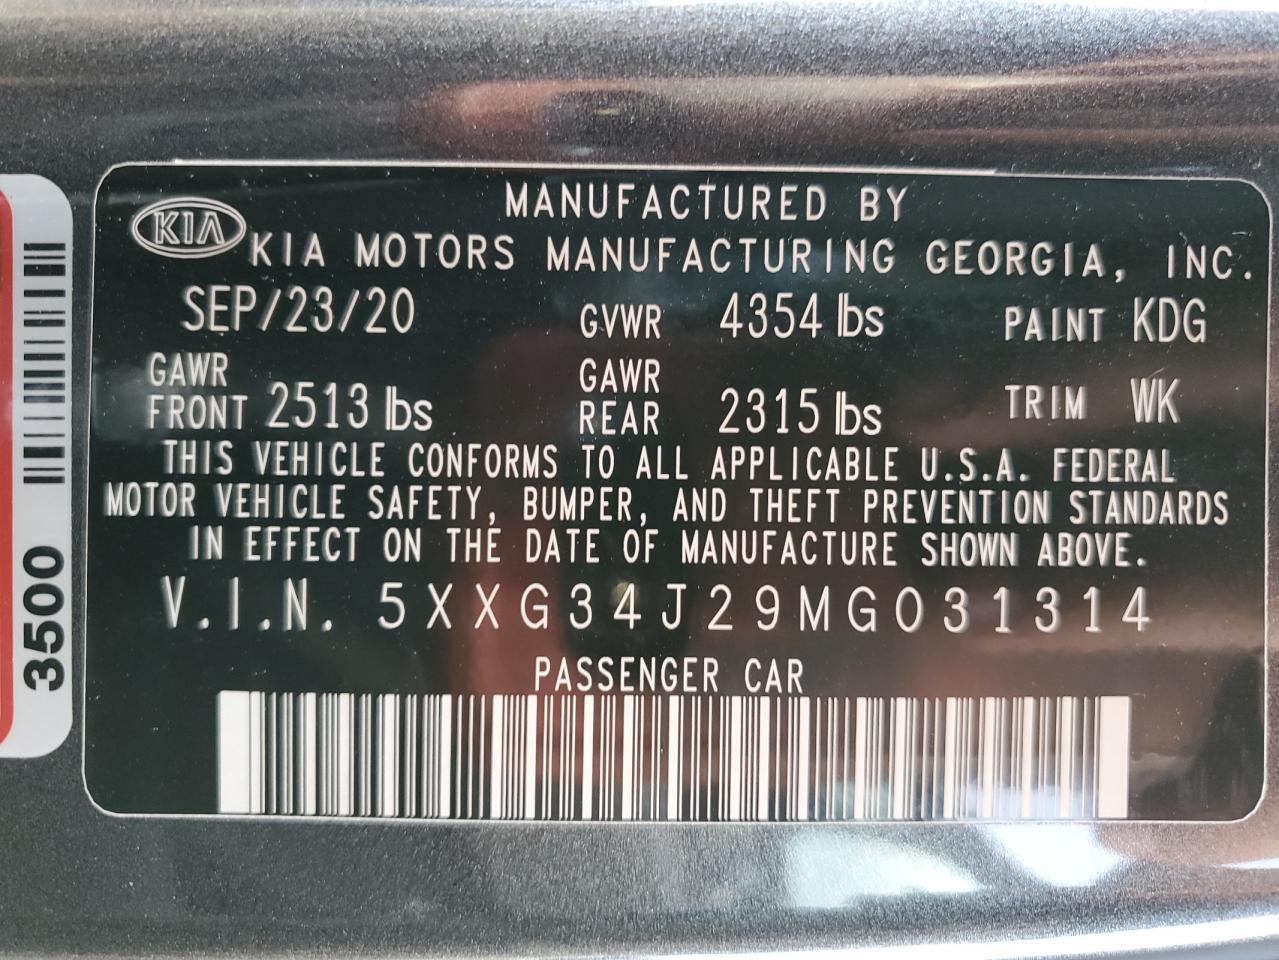 MANUFACTURED BY
KIA KIA MOTORS MANUFACTURING GEORGIA, INC.
SEP/23/20 GVWR 4354 lbs PAINT KDG
GAWR FRONT 2513 lbs GAWR REAR 2315 lbs TRIM WK
THIS VEHICLE CONFORMS TO ALL APPLICABLE U.S.A. FEDERAL
MOTOR VEHICLE SAFETY, BUMPER, AND THEFT PREVENTION STANDARDS
IN EFFECT ON THE DATE OF MANUFACTURE SHOWN ABOVE.
V.I.N. 5XXG34J29MG031314
PASSENGER CAR
3500